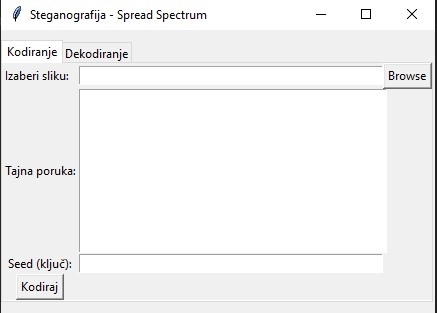 Steganografija - Spread Spectrum
Kodiranje Dekodiranje
Izaberi sliku: Browse
Tajna poruka:
Seed (ključ):
Kodiraj